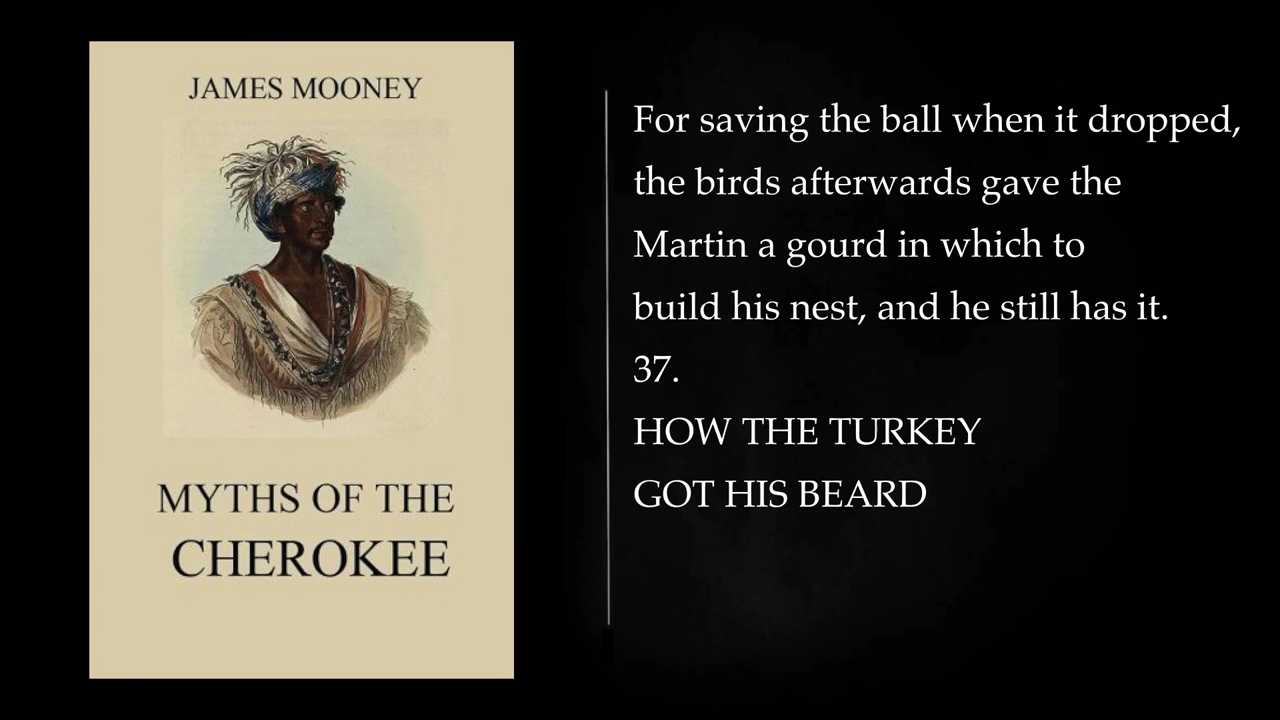 JAMES MOONEY
MYTHS OF THE
CHEROKEE
For saving the ball when it dropped,
the birds afterwards gave the
Martin a gourd in which to
build his nest, and he still has it.
37.
HOW THE TURKEY
GOT HIS BEARD